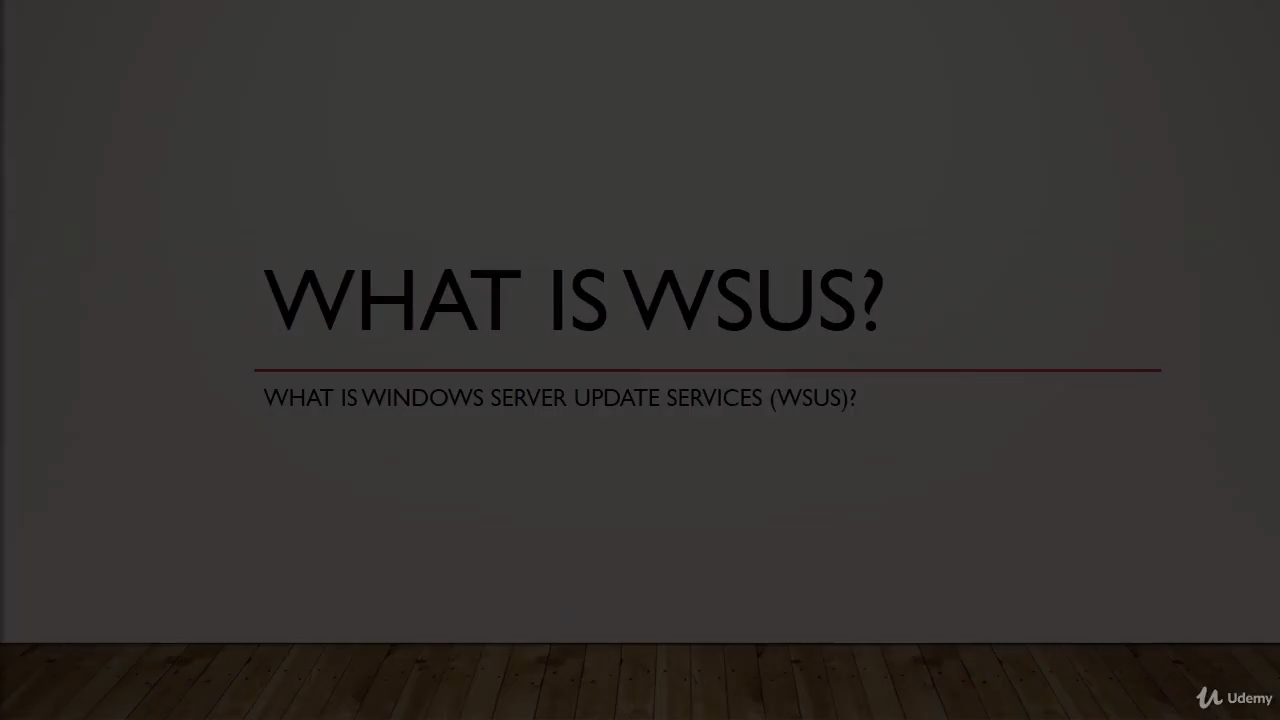 WHAT IS WSUS?
WHAT IS WINDOWS SERVER UPDATE SERVICES (WSUS)?
Udemy